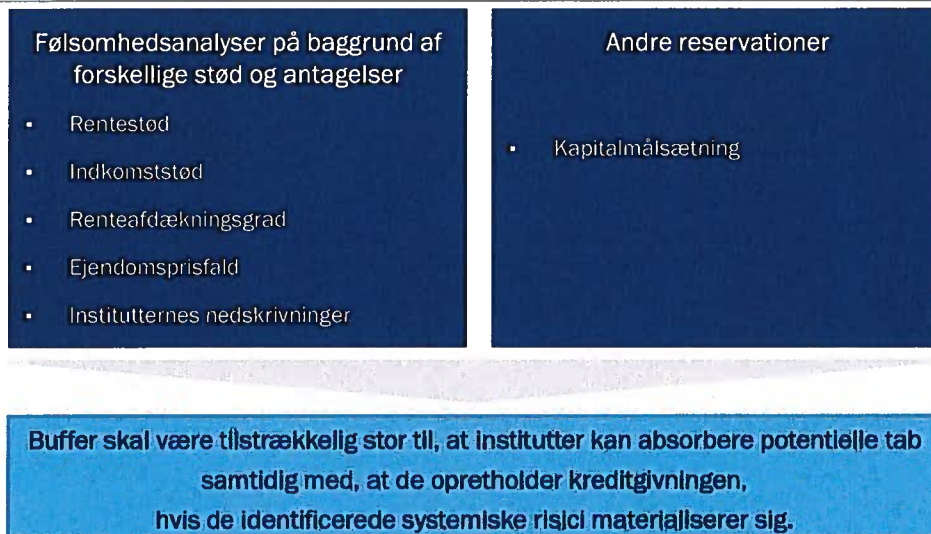 Følsomhedsanalyser på baggrund af
forskellige stød og antagelser
▪ Rentestød
▪ Indkomststød
▪ Renteafdækningsgrad
▪ Ejendomsprisfald
▪ Institutternes nedskrivninger
Andre reservationer
▪ Kapitalmålsætning
Buffer skal være tilstrækkelig stor til, at institutter kan absorbere potentielle tab
samtidig med, at de opretholder kreditgivningen,
hvis de identificerede systemiske risici materialiserer sig.